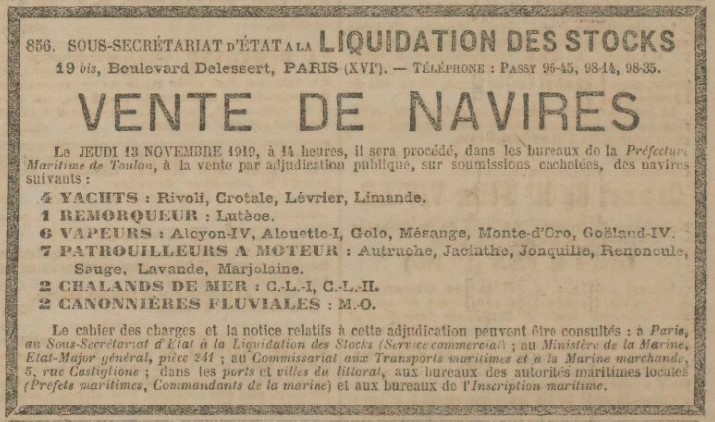 856. SOUS-SECRÉTARIAT D'ÉTAT A LA LIQUIDATION DES STOCKS
19 bis, Boulevard Delessert, PARIS (XVIe). — TÉLÉPHONE : PASSY 96-45, 98-14, 98-35.
VENTE DE NAVIRES
Le JEUDI 13 NOVEMBRE 1919, à 14 heures, il sera procédé, dans les bureaux de la Préfecture
Maritime de Toulon, à la vente par adjudication publique, sur soumissions cachetées, des navires
suivants :
4 YACHTS : Rivoli, Crotale, Lévrier, Limande.
1 REMORQUEUR : Lutèce.
6 VAPEURS : Alcyon-IV, Alouette-I, Golo, Mésange, Monte-d'Oro, Goëland-IV.
7 PATROUILLEURS A MOTEUR : Autruche, Jacinthe, Jonquille, Renoncule,
Sauge, Lavande, Marjolaine.
2 CHALANDS DE MER : C.-L.-I, C.-L.-II.
2 CANONNIÈRES FLUVIALES : M.-O.
Le cahier des charges et la notice relatifs à cette adjudication peuvent être consultés : à Paris,
au Sous-Secrétariat d'Etat à la Liquidation des Stocks (Service commercial) ; au Ministère de la Marine,
Etat-Major général, pièce 241 ; au Commissariat aux Transports maritimes et à la Marine marchande,
5, rue Castiglione ; dans les ports et villes du littoral, aux bureaux des autorités maritimes locales
(Préfets maritimes, Commandants de la marine) et aux bureaux de l'Inscription maritime.